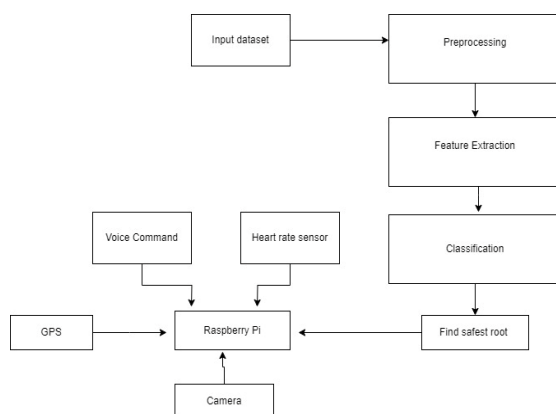 Input dataset
Preprocessing
Feature Extraction
Voice Command
Heart rate sensor
Classification
GPS
Raspberry Pi
Find safest root
Camera